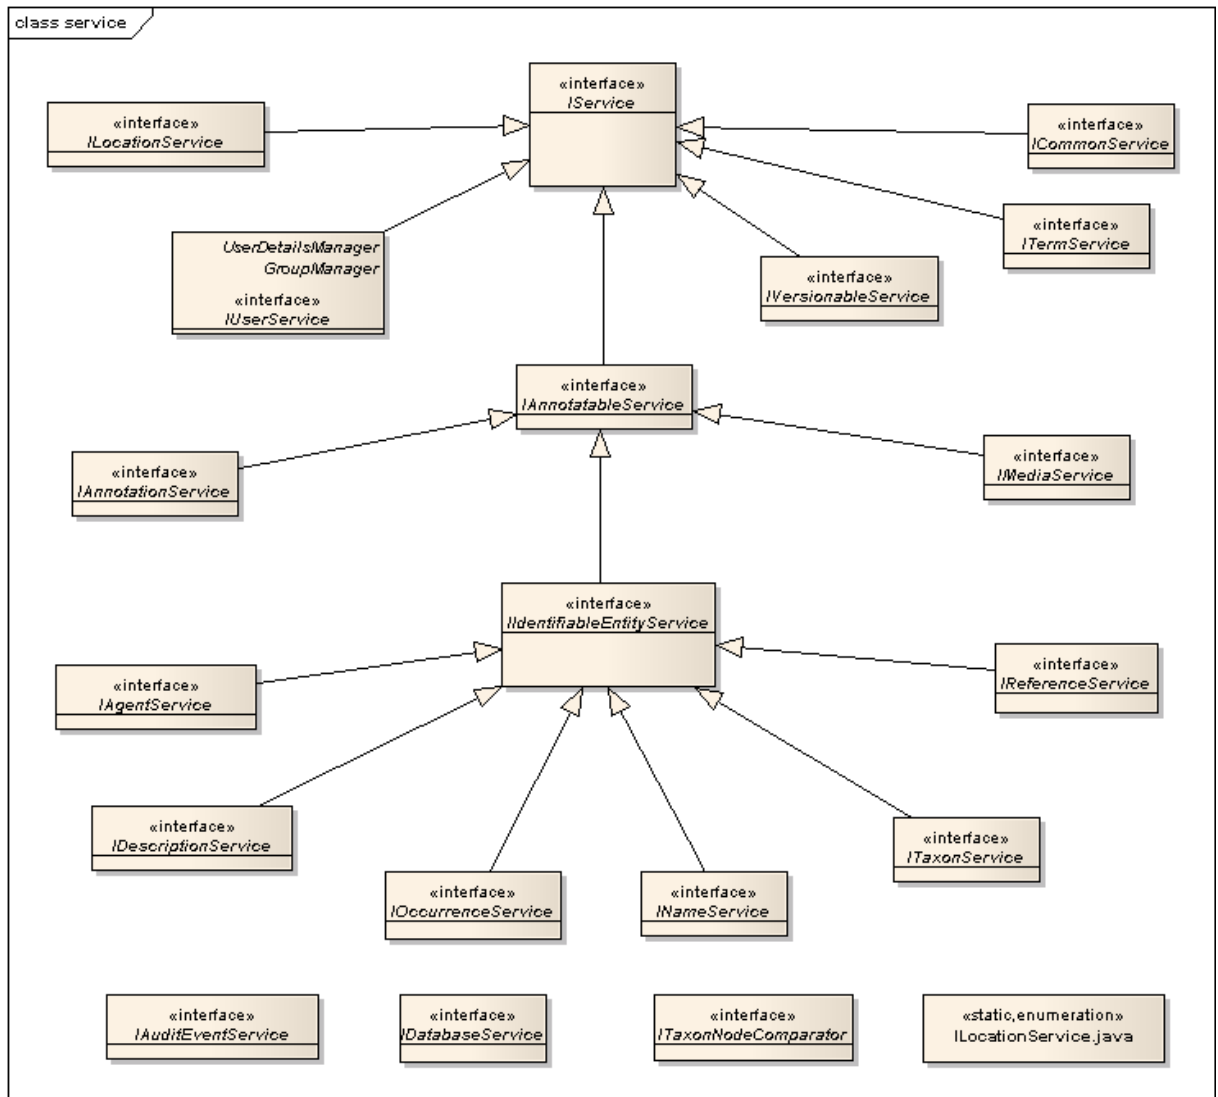 class service
«interface»
IService
«interface»
ILocationService
«interface»
ICommonService
«interface»
ITermService
UserDetailsManager
GroupManager
«interface»
IUserService
«interface»
IVersionableService
«interface»
IAnnotatableService
«interface»
IAnnotationService
«interface»
IMediaService
«interface»
IIdentifiableEntityService
«interface»
IReferenceService
«interface»
IAgentService
«interface»
IDescriptionService
«interface»
ITaxonService
«interface»
IOccurrenceService
«interface»
INameService
«interface»
IAuditEventService
«interface»
IDatabaseService
«interface»
ITaxonNodeComparator
«static,enumeration»
ILocationService.java